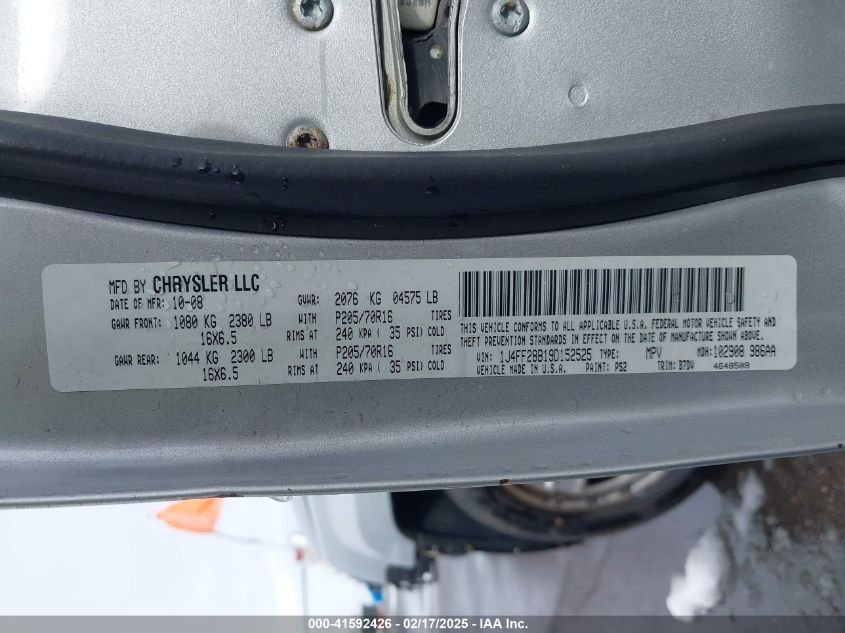 MFD BY CHRYSLER LLC
DATE OF MFR: 10-08 GVWR: 2076 KG 04575 LB
GAWR FRONT: 1080 KG 2380 LB WITH P205/70R16 TIRES
16X6.5 RIMS AT 240 KPA ( 35 PSI) COLD
GAWR REAR: 1044 KG 2300 LB WITH P205/70R16 TIRES
16X6.5 RIMS AT 240 KPA ( 35 PSI) COLD
THIS VEHICLE CONFORMS TO ALL APPLICABLE U.S.A. FEDERAL MOTOR VEHICLE SAFETY AND
THEFT PREVENTION STANDARDS IN EFFECT ON THE DATE OF MANUFACTURE SHOWN ABOVE.
VIN: 1J4FF28B19D152525 TYPE: MPV MDH: 102908 986AA
VEHICLE MADE IN U.S.A. PAINT: PS2 TRIM: B7DV 4648509
000-41592426 - 02/17/2025 - IAA Inc.